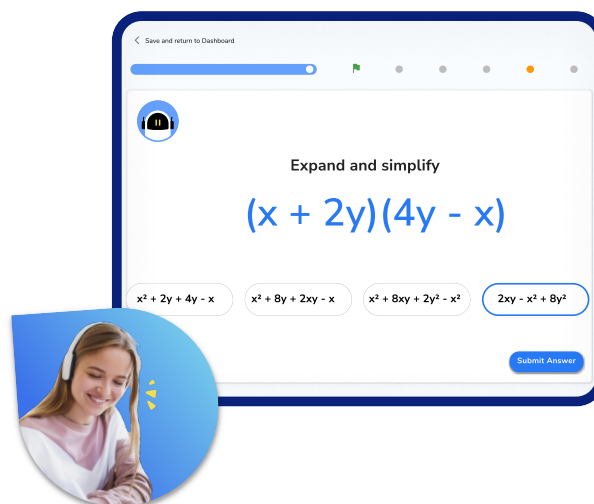 Save and return to Dashboard
Expand and simplify
(x + 2y)(4y - x)
x² + 2y + 4y - x
x² + 8y + 2xy - x
x² + 8xy + 2y² - x²
2xy - x² + 8y²
Submit Answer